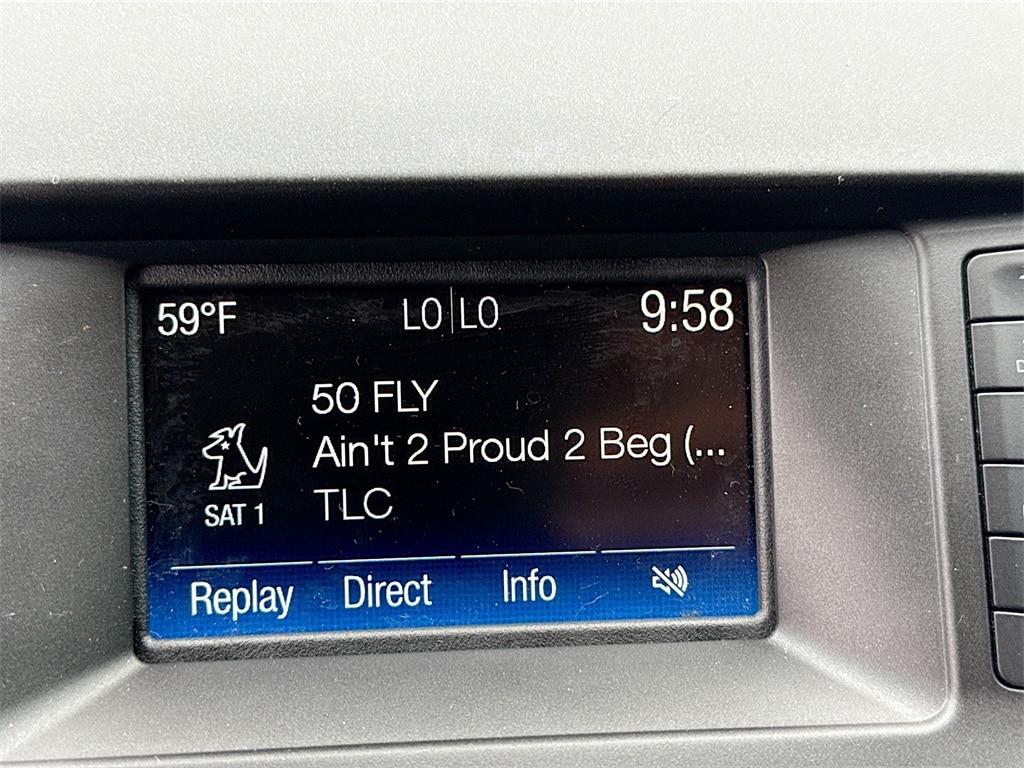 59°F LO|LO 9:58
50 FLY
Ain't 2 Proud 2 Beg (...
SAT 1 TLC
Replay Direct Info